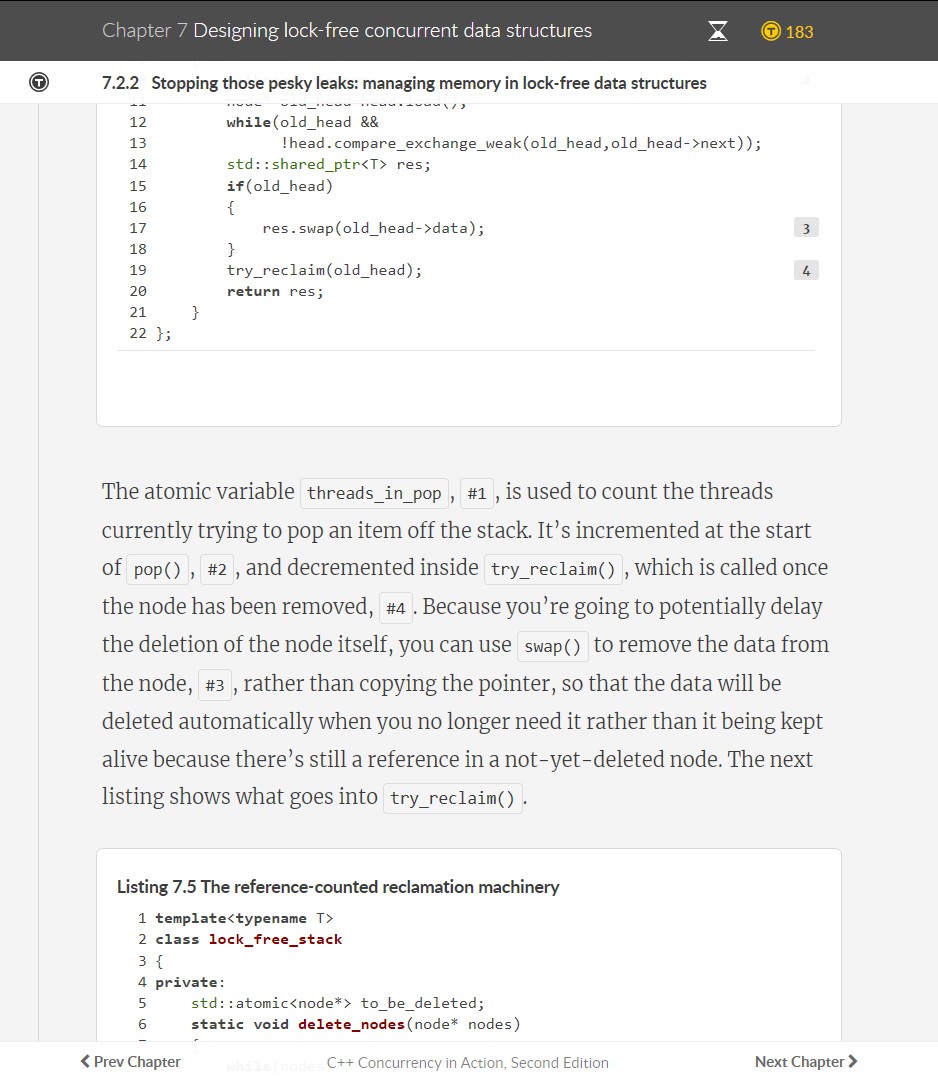 Chapter 7 Designing lock-free concurrent data structures
183
7.2.2 Stopping those pesky leaks: managing memory in lock-free data structures
12 while(old_head &&
13 !head.compare_exchange_weak(old_head,old_head->next));
14 std::shared_ptr<T> res;
15 if(old_head)
16 {
17 res.swap(old_head->data);
3
18 }
19 try_reclaim(old_head);
4
20 return res;
21 }
22 };
The atomic variable threads_in_pop , #1 , is used to count the threads
currently trying to pop an item off the stack. It’s incremented at the start
of pop() , #2 , and decremented inside try_reclaim() , which is called once
the node has been removed, #4 . Because you’re going to potentially delay
the deletion of the node itself, you can use swap() to remove the data from
the node, #3 , rather than copying the pointer, so that the data will be
deleted automatically when you no longer need it rather than it being kept
alive because there’s still a reference in a not-yet-deleted node. The next
listing shows what goes into try_reclaim() .
Listing 7.5 The reference-counted reclamation machinery
1 template<typename T>
2 class lock_free_stack
3 {
4 private:
5 std::atomic<node*> to_be_deleted;
6 static void delete_nodes(node* nodes)
Prev Chapter
C++ Concurrency in Action, Second Edition
Next Chapter